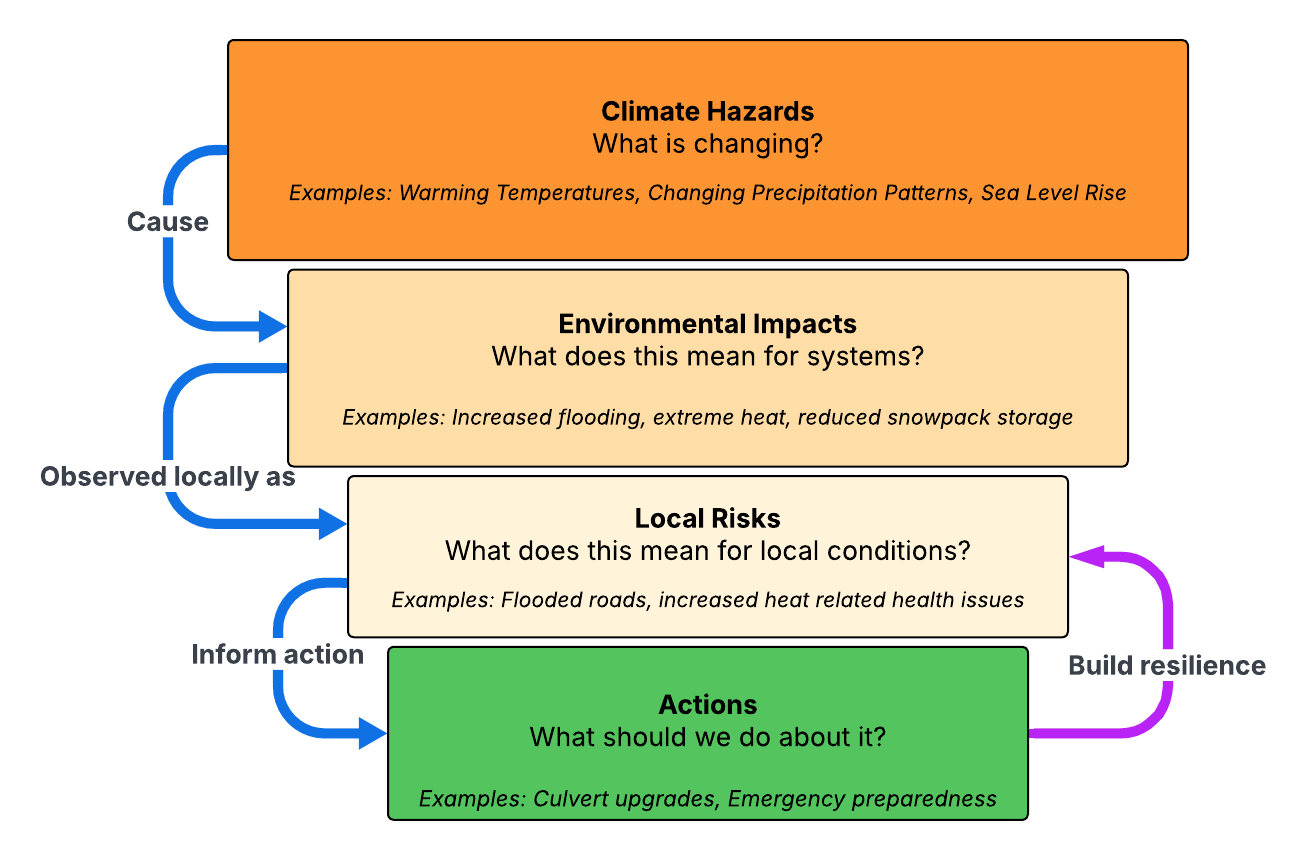 Climate Hazards
What is changing?
Examples: Warming Temperatures, Changing Precipitation Patterns, Sea Level Rise
Cause
Environmental Impacts
What does this mean for systems?
Examples: Increased flooding, extreme heat, reduced snowpack storage
Observed locally as
Local Risks
What does this mean for local conditions?
Examples: Flooded roads, increased heat related health issues
Inform action
Build resilience
Actions
What should we do about it?
Examples: Culvert upgrades, Emergency preparedness